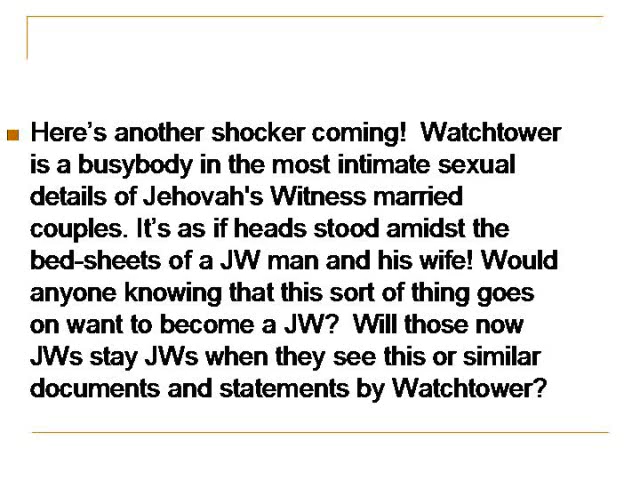 Here’s another shocker coming!  Watchtower
is a busybody in the most intimate sexual
details of Jehovah's Witness married
couples. It’s as if heads stood amidst the
bed-sheets of a JW man and his wife! Would
anyone knowing that this sort of thing goes
on want to become a JW?  Will those now
JWs stay JWs when they see this or similar
documents and statements by Watchtower?